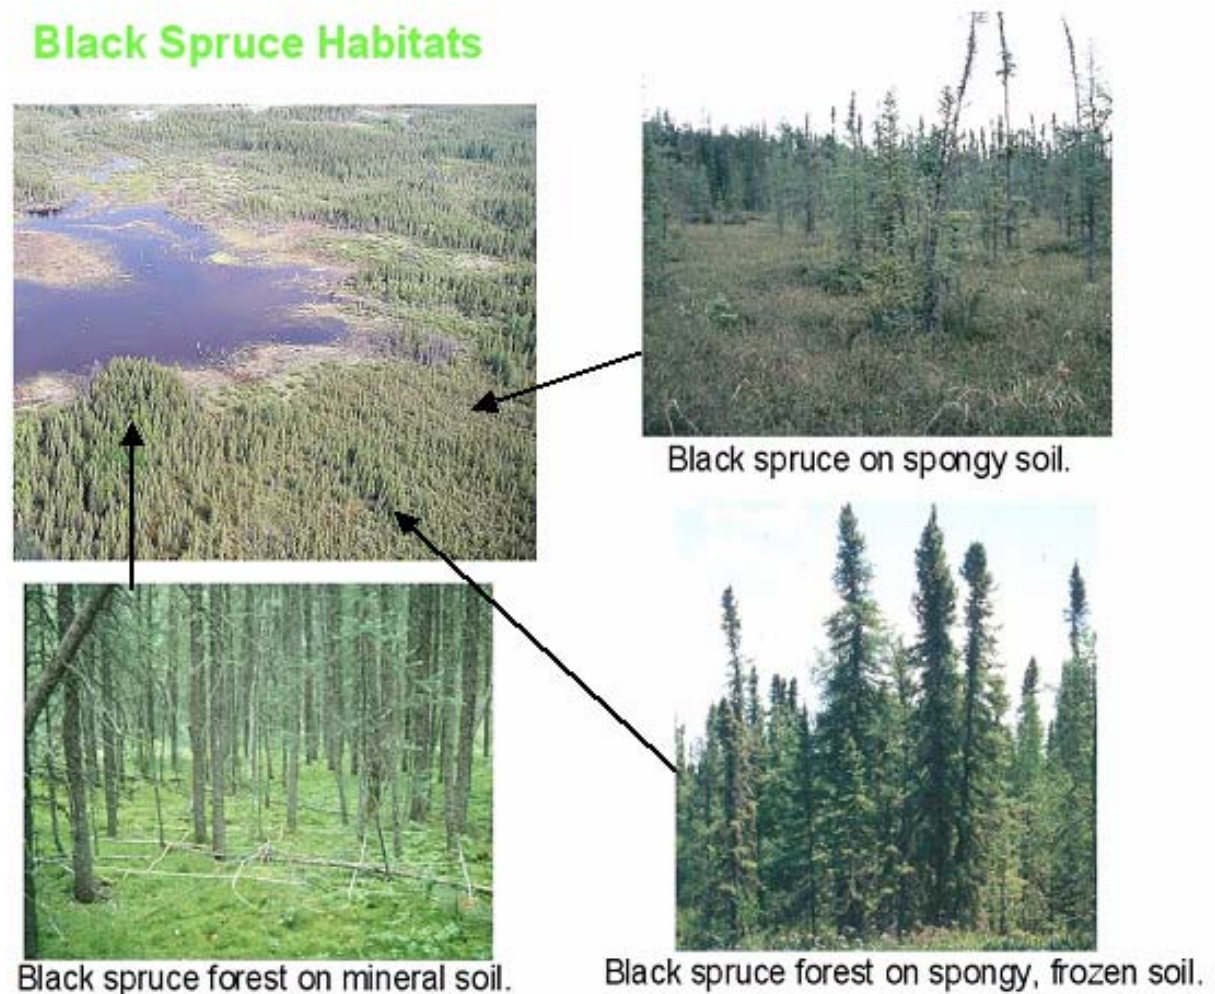 Black Spruce Habitats
Black spruce on spongy soil.
Black spruce forest on mineral soil.
Black spruce forest on spongy, frozen soil.